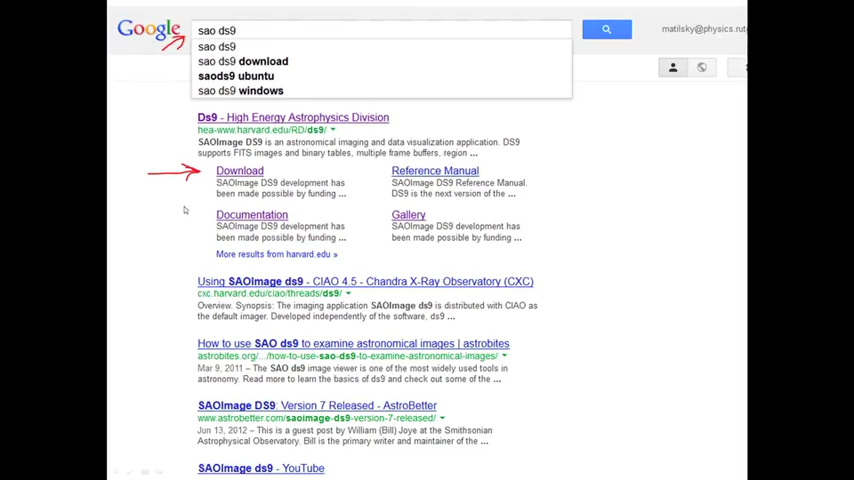 Google
sao ds9
matilsky@physics.rut
sao ds9
sao ds9 download
saods9 ubuntu
sao ds9 windows
Ds9 - High Energy Astrophysics Division
hea-www.harvard.edu/RD/ds9/
SAOImage DS9 is an astronomical imaging and data visualization application. DS9
supports FITS images and binary tables, multiple frame buffers, region ...
Download
SAOImage DS9 development has
been made possible by funding ...
Reference Manual
SAOImage DS9 Reference Manual.
DS9 is the next version of the ...
Documentation
SAOImage DS9 development has
been made possible by funding ...
Gallery
SAOImage DS9 development has
been made possible by funding ...
More results from harvard.edu »
Using SAOImage ds9 - CIAO 4.5 - Chandra X-Ray Observatory (CXC)
cxc.harvard.edu/ciao/threads/ds9/
Overview. Synopsis: The imaging application SAOImage ds9 is distributed with CIAO as
the default imager. Developed independently of the software, ds9 ...
How to use SAO ds9 to examine astronomical images | astrobites
astrobites.org/.../how-to-use-sao-ds9-to-examine-astronomical-images/
Mar 9, 2011 – The SAO ds9 image viewer is one of the most widely used tools in
astronomy. Read more to learn the basics of ds9 and check out some of the ...
SAOImage DS9: Version 7 Released - AstroBetter
www.astrobetter.com/saoimage-ds9-version-7-released/
Jun 13, 2012 – This is a guest post by William (Bill) Joye at the Smithsonian
Astrophysical Observatory. Bill is the primary writer and maintainer of the ...
SAOImage ds9 - YouTube